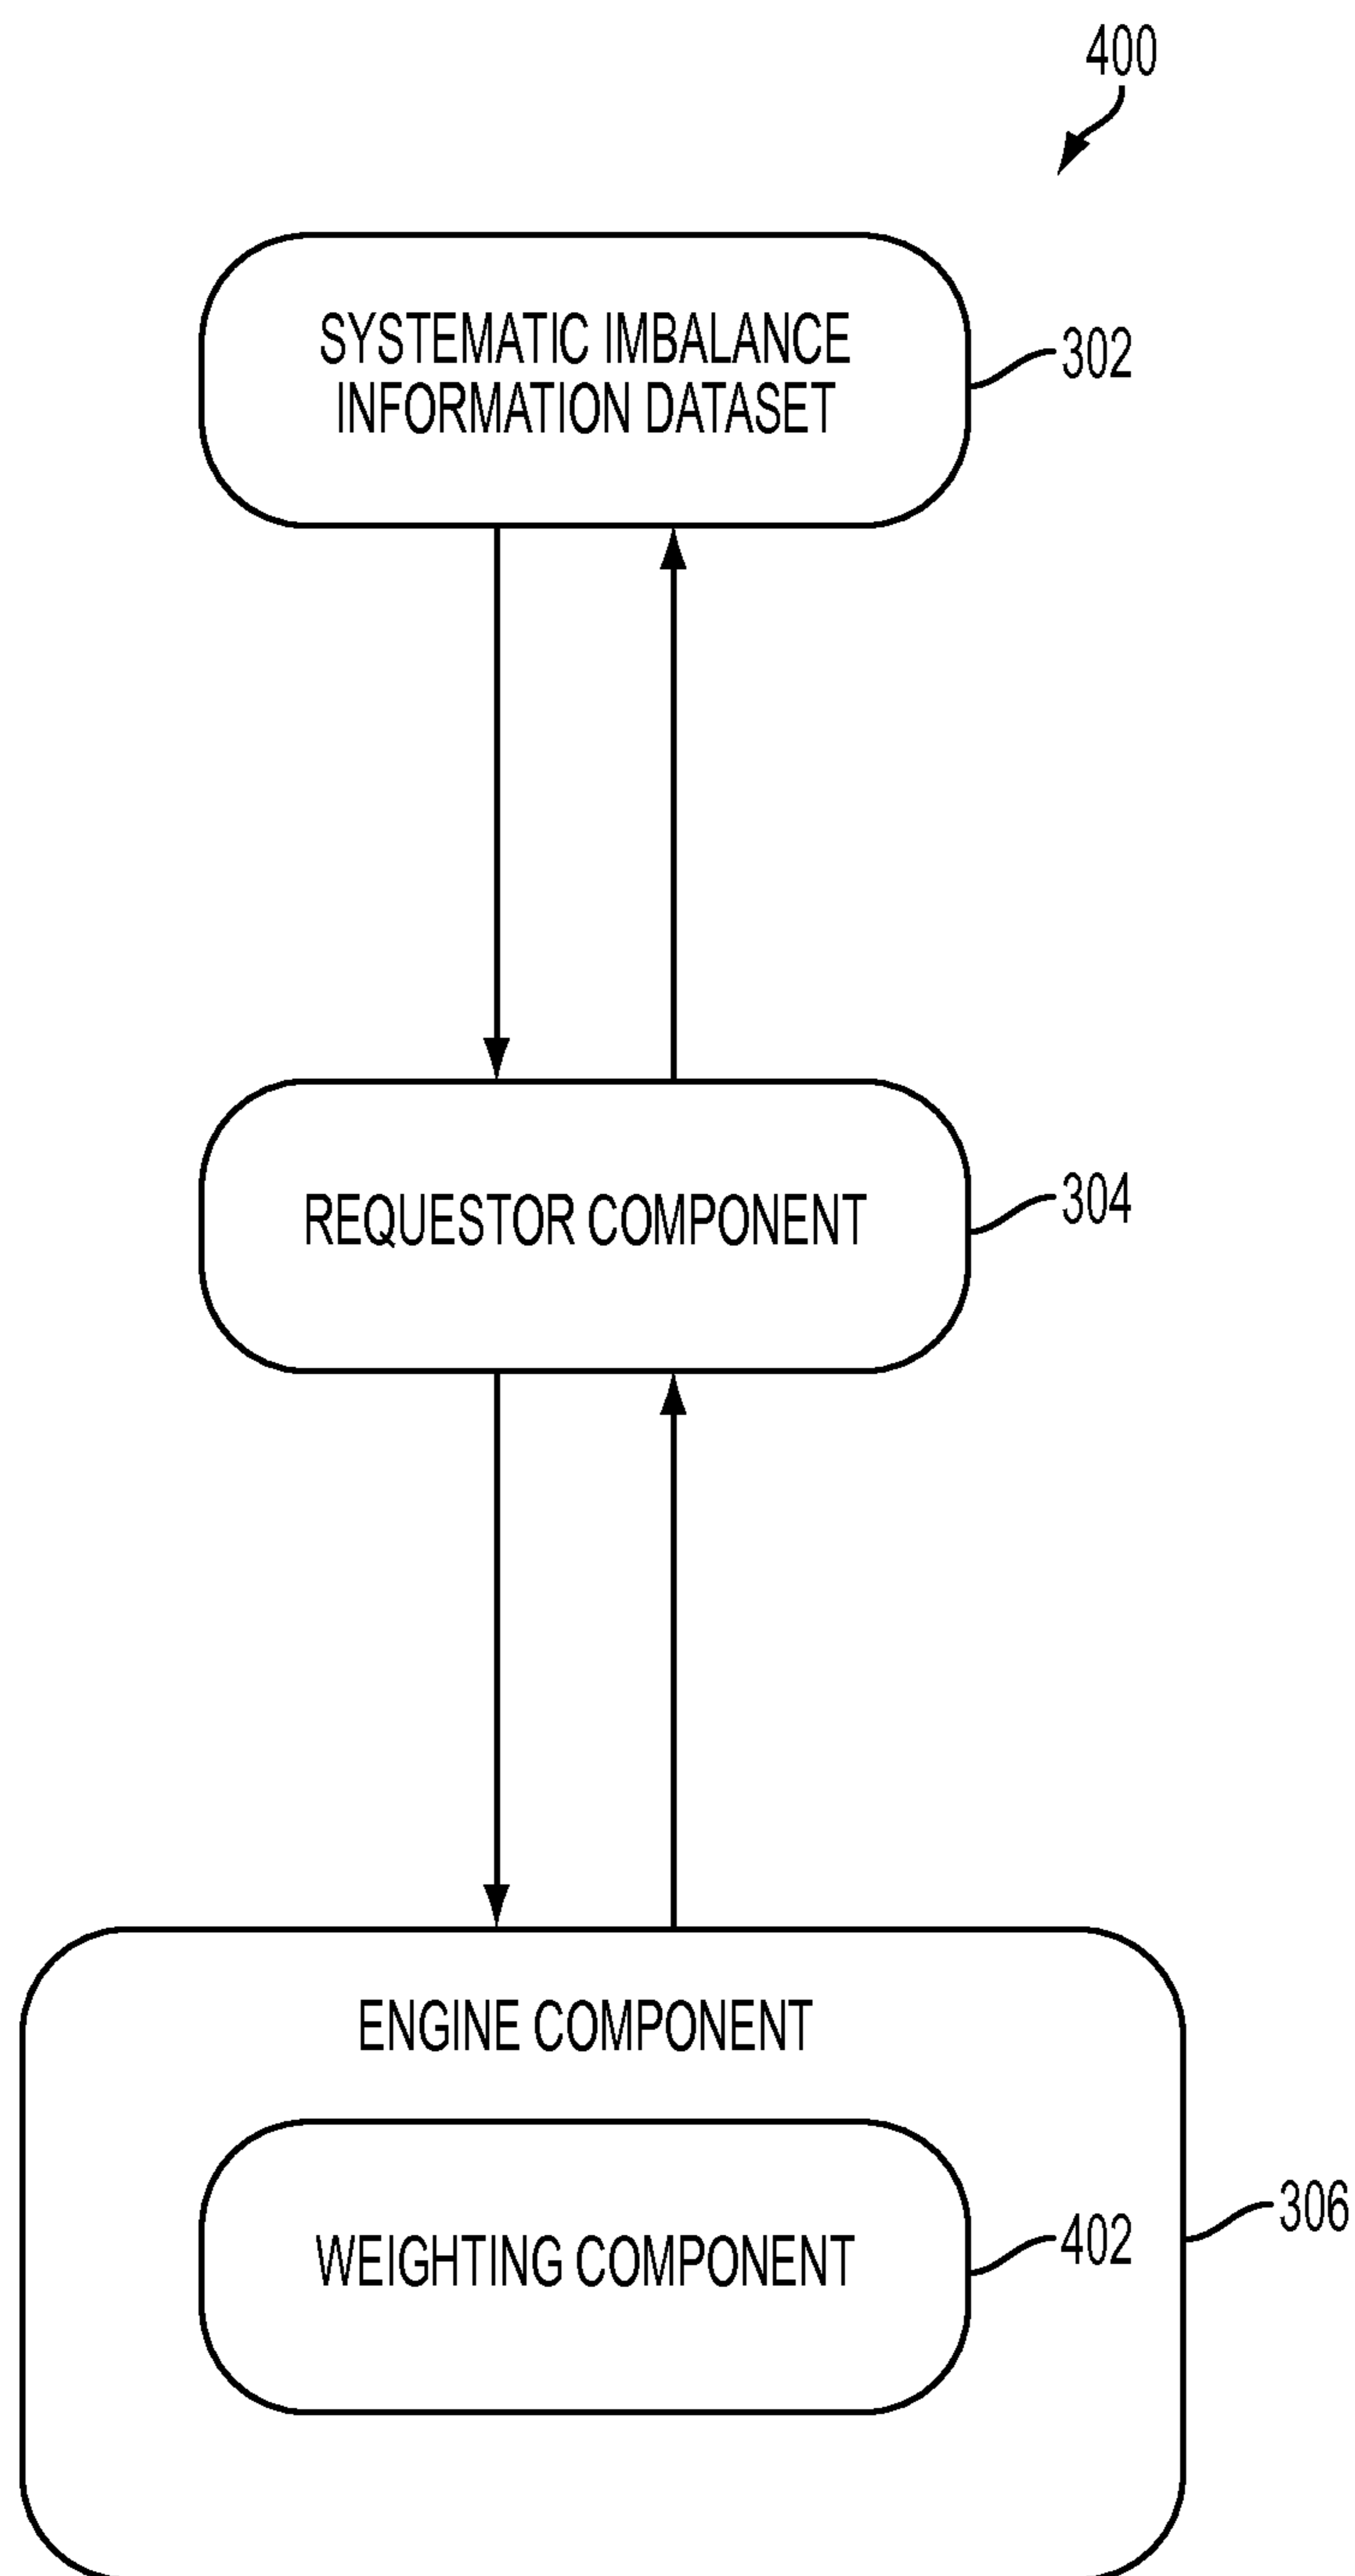 400
SYSTEMATIC IMBALANCE
INFORMATION DATASET
302
REQUESTOR COMPONENT
304
ENGINE COMPONENT
306
WEIGHTING COMPONENT
402